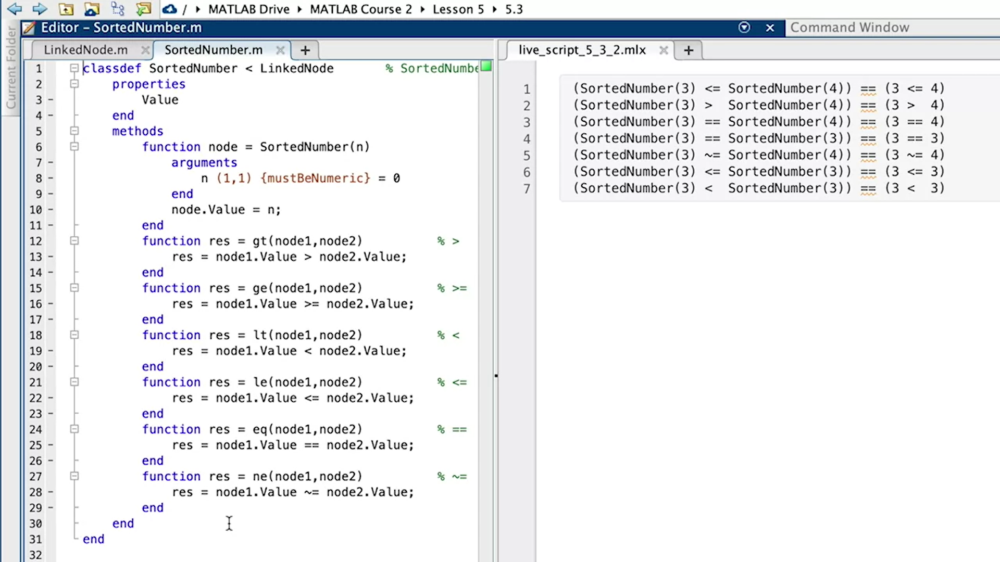 / ▸ MATLAB Drive ▸ MATLAB Course 2 ▸ Lesson 5 ▸ 5.3
Current Folder
Editor – SortedNumber.m
Command Window
LinkedNode.m
SortedNumber.m
1 classdef SortedNumber < LinkedNode % SortedNumbe
2 properties
3 Value
4 end
5 methods
6 function node = SortedNumber(n)
7 arguments
8 n (1,1) {mustBeNumeric} = 0
9 end
10 node.Value = n;
11 end
12 function res = gt(node1,node2) % >
13 res = node1.Value > node2.Value;
14 end
15 function res = ge(node1,node2) % >=
16 res = node1.Value >= node2.Value;
17 end
18 function res = lt(node1,node2) % <
19 res = node1.Value < node2.Value;
20 end
21 function res = le(node1,node2) % <=
22 res = node1.Value <= node2.Value;
23 end
24 function res = eq(node1,node2) % ==
25 res = node1.Value == node2.Value;
26 end
27 function res = ne(node1,node2) % ~=
28 res = node1.Value ~= node2.Value;
29 end
30 end
31 end
32
live_script_5_3_2.mlx
1 (SortedNumber(3) <= SortedNumber(4)) == (3 <= 4)
2 (SortedNumber(3) > SortedNumber(4)) == (3 > 4)
3 (SortedNumber(3) == SortedNumber(4)) == (3 == 4)
4 (SortedNumber(3) == SortedNumber(3)) == (3 == 3)
5 (SortedNumber(3) ~= SortedNumber(4)) == (3 ~= 4)
6 (SortedNumber(3) <= SortedNumber(3)) == (3 <= 3)
7 (SortedNumber(3) < SortedNumber(3)) == (3 < 3)